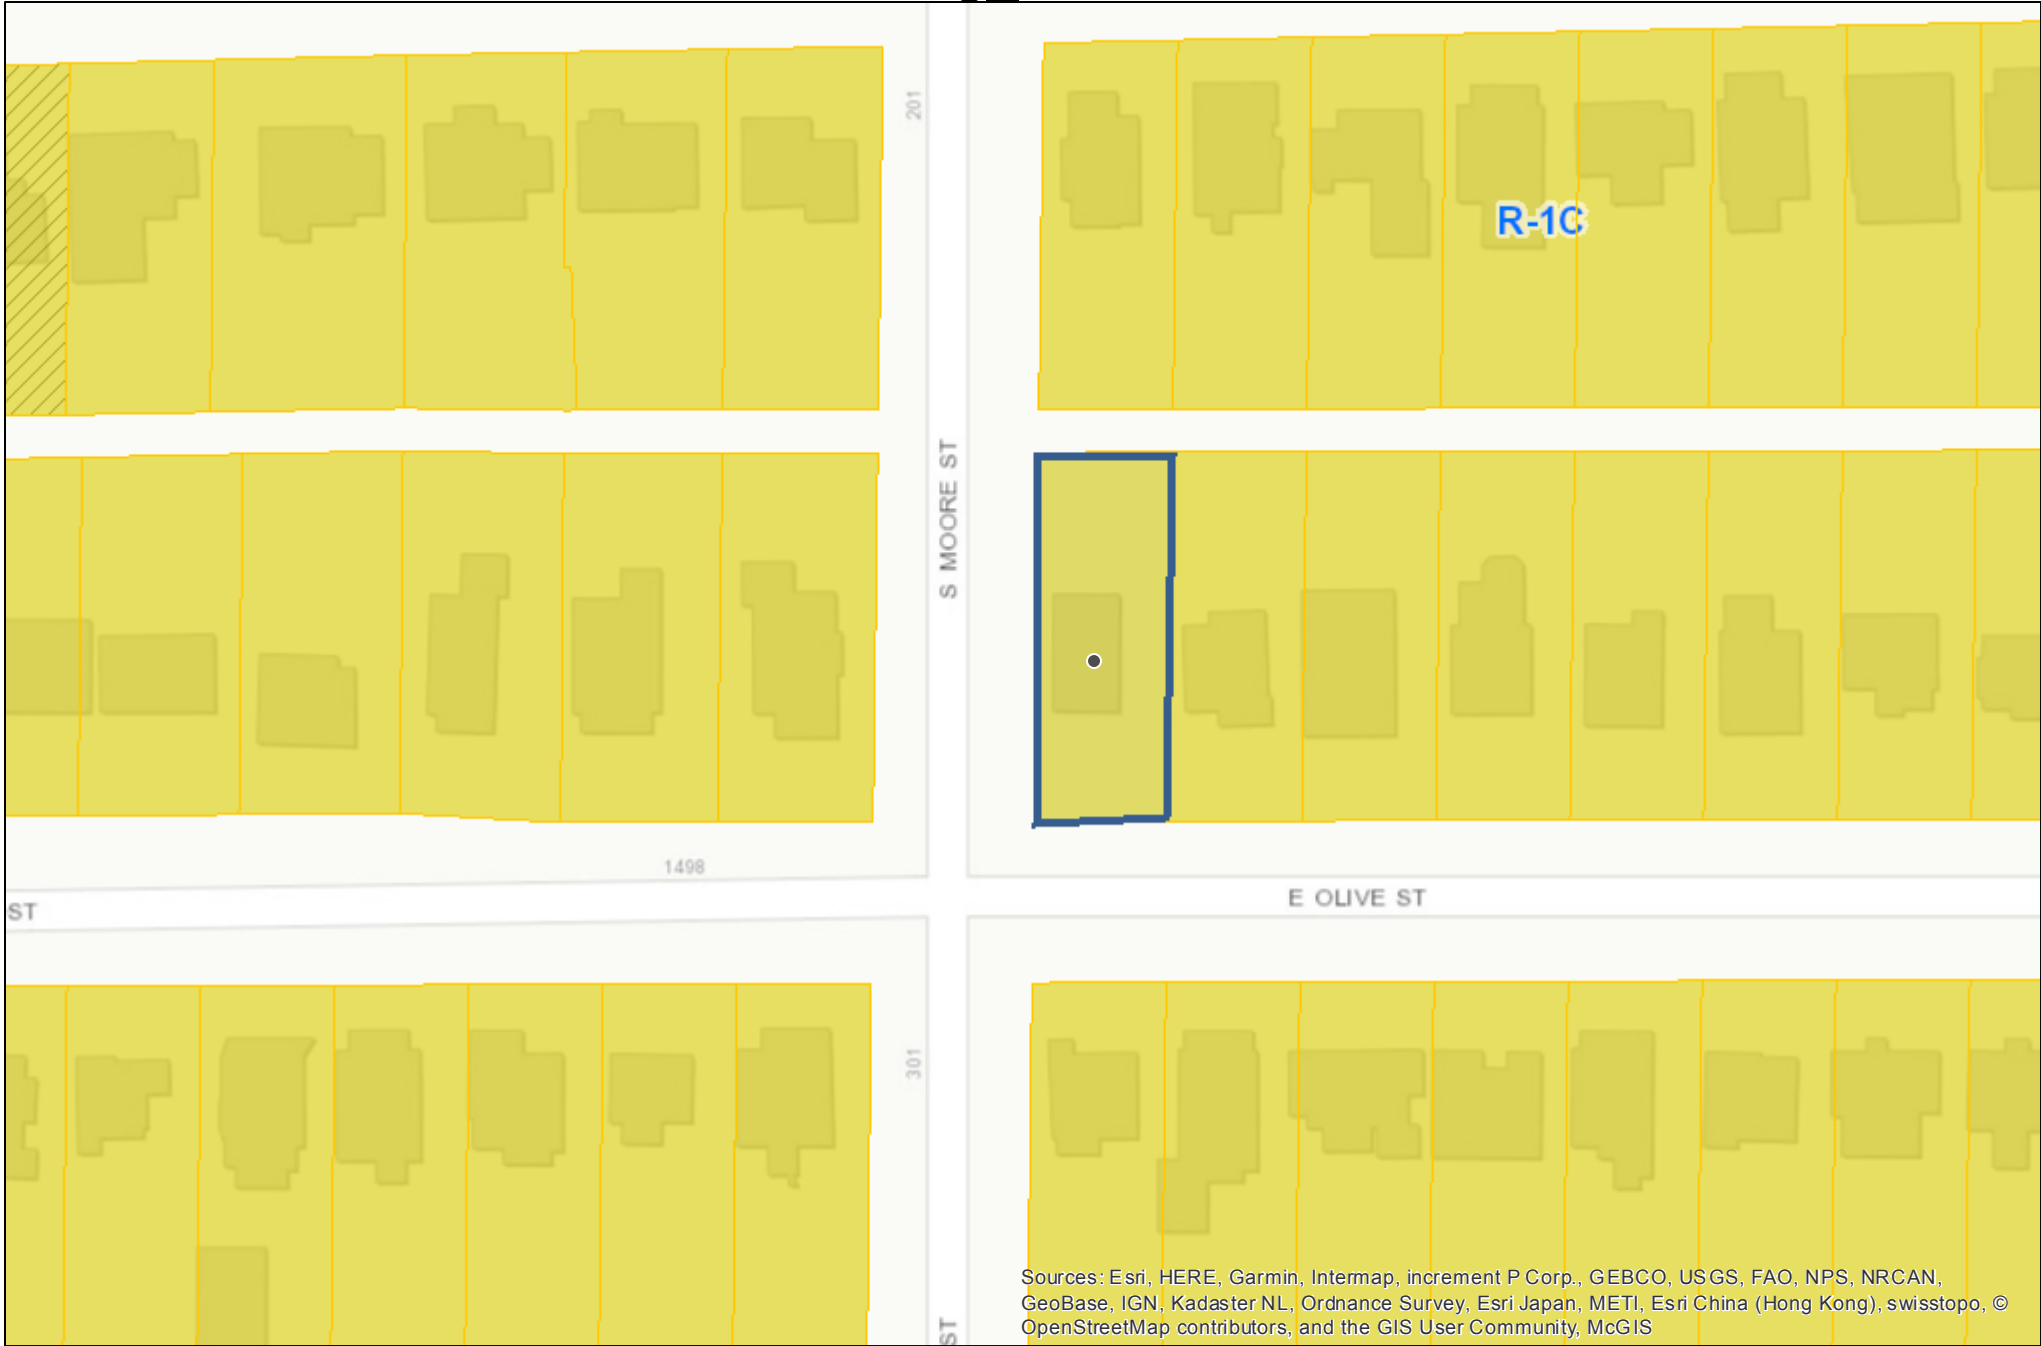 201
R-1C
S MOORE ST
1498
E OLIVE ST
ST
301
ST
Sources: Esri, HERE, Garmin, Intermap, increment P Corp., GEBCO, USGS, FAO, NPS, NRCAN,
GeoBase, IGN, Kadaster NL, Ordnance Survey, Esri Japan, METI, Esri China (Hong Kong), swisstopo, ©
OpenStreetMap contributors, and the GIS User Community, McGIS